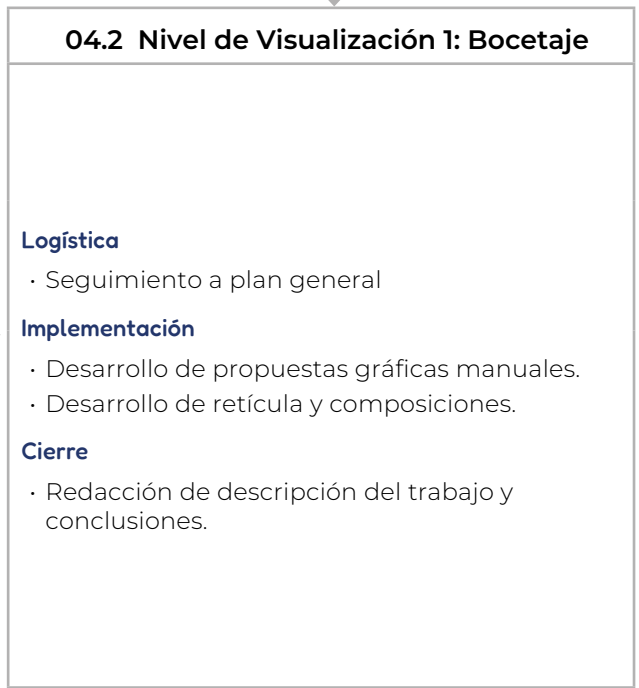 04.2 Nivel de Visualización 1: Bocetaje
Logística
· Seguimiento a plan general
Implementación
· Desarrollo de propuestas gráficas manuales.
· Desarrollo de retícula y composiciones.
Cierre
· Redacción de descripción del trabajo y
conclusiones.